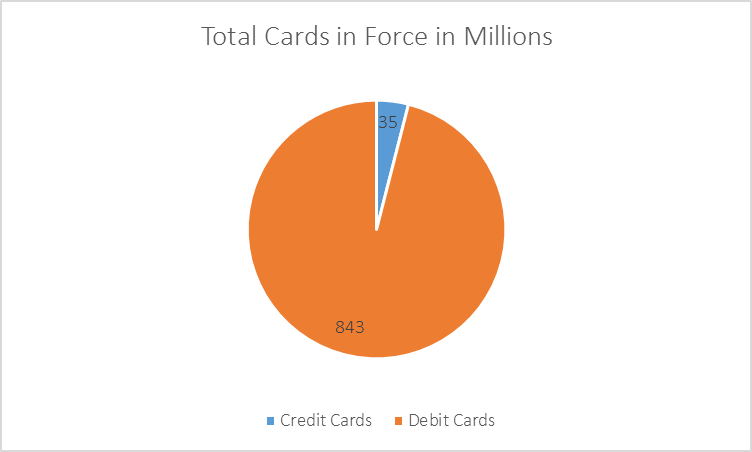 Total Cards in Force in Millions
35
843
Credit Cards Debit Cards